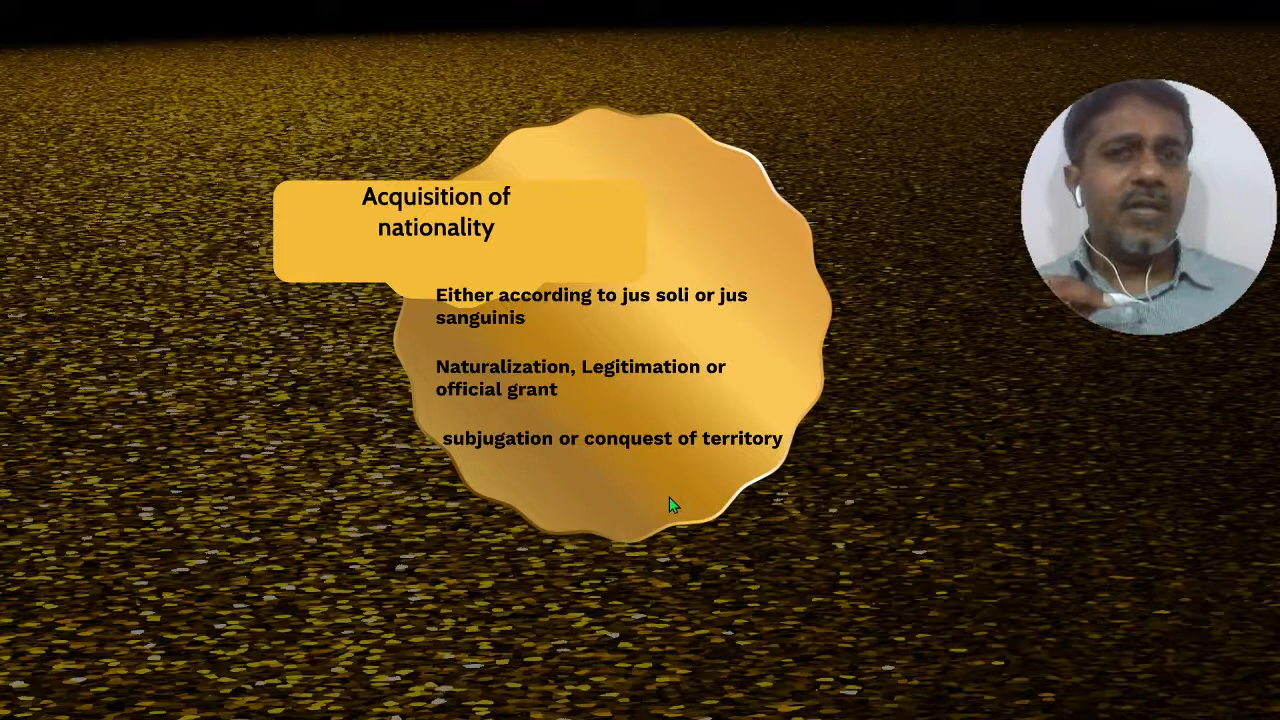 Acquisition of
nationality
Either according to jus soli or jus
sanguinis
Naturalization, Legitimation or
official grant
subjugation or conquest of territory